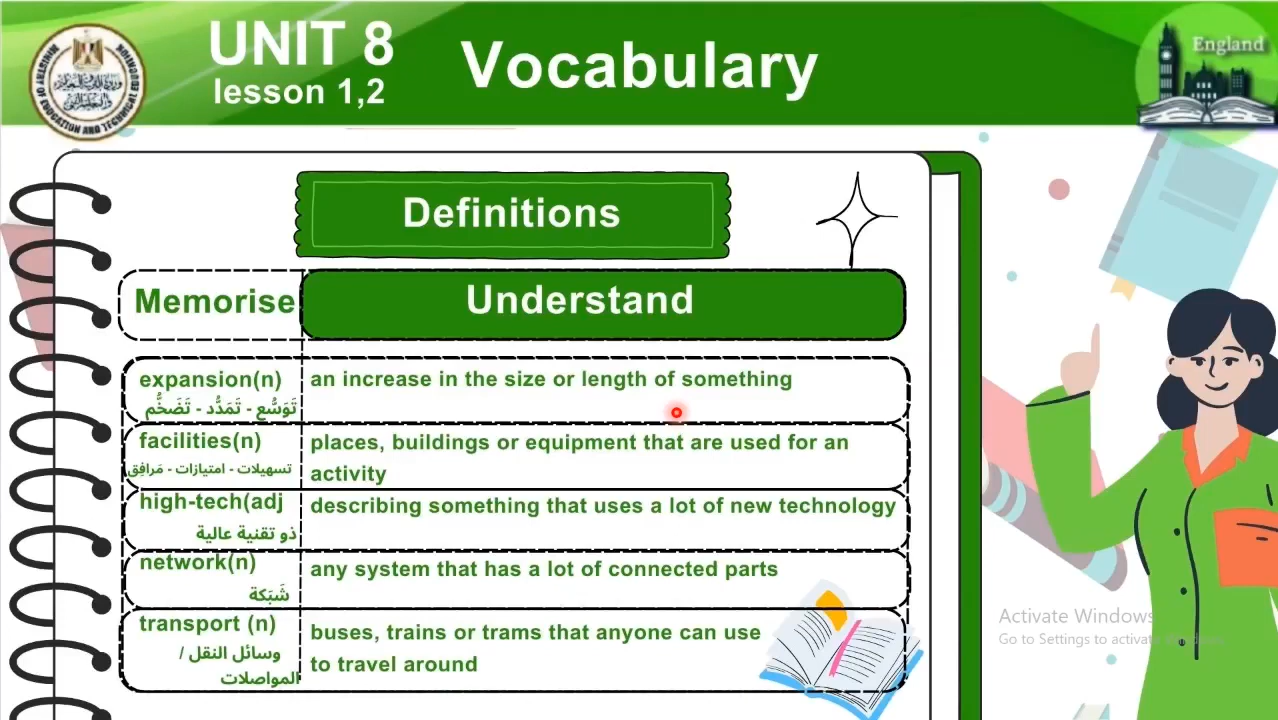 UNIT 8
lesson 1,2
Vocabulary
England
Definitions
Memorise
Understand
expansion(n)
تَوَسُّع - تَمَدُّد - تَضَخُّم
an increase in the size or length of something
facilities(n)
تسهيلات - امتيازات - مَرافِق
places, buildings or equipment that are used for an
activity
high-tech(adj
ذو تقنية عالية
describing something that uses a lot of new technology
network(n)
شَبَكة
any system that has a lot of connected parts
transport (n)
وسائل النقل /
المواصلات
buses, trains or trams that anyone can use
to travel around
Activate Windows
Go to Settings to activate Windows.